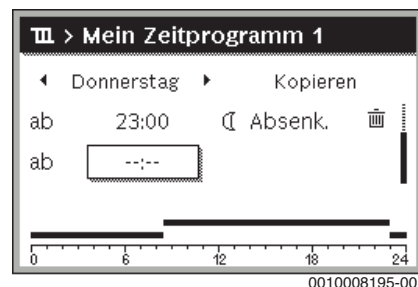 > Mein Zeitprogramm 1
Donnerstag Kopieren
ab 23:00 Absenk.
ab --:--
0 6 12 18 24
0010008195-00